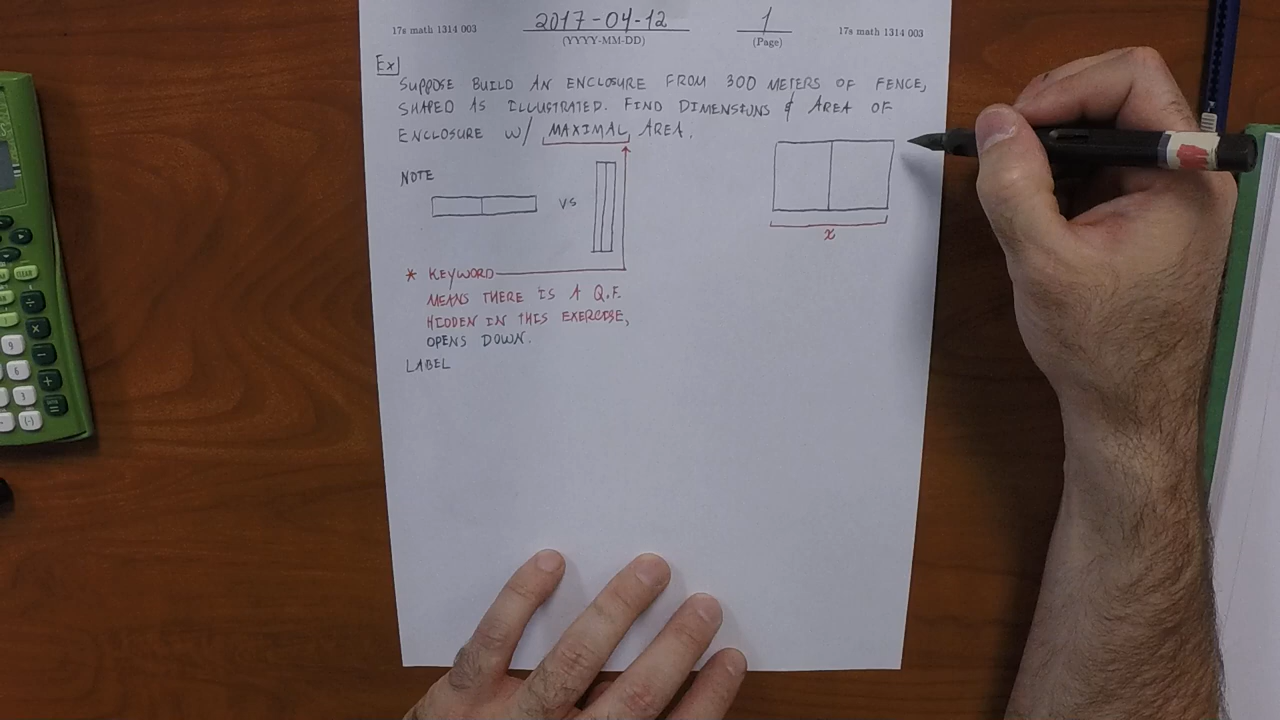 17s math 1314 003 2017-04-12 1 17s math 1314 003
(YYYY-MM-DD) (Page)
Ex]
SUPPOSE BUILD AN ENCLOSURE FROM 300 METERS OF FENCE,
SHAPED AS ILLUSTRATED. FIND DIMENSIONS & AREA OF
ENCLOSURE W/ MAXIMAL AREA.
NOTE
VS
x
* KEYWORD
MEANS THERE IS A Q.F.
HIDDEN IN THIS EXERCISE,
OPENS DOWN.
LABEL